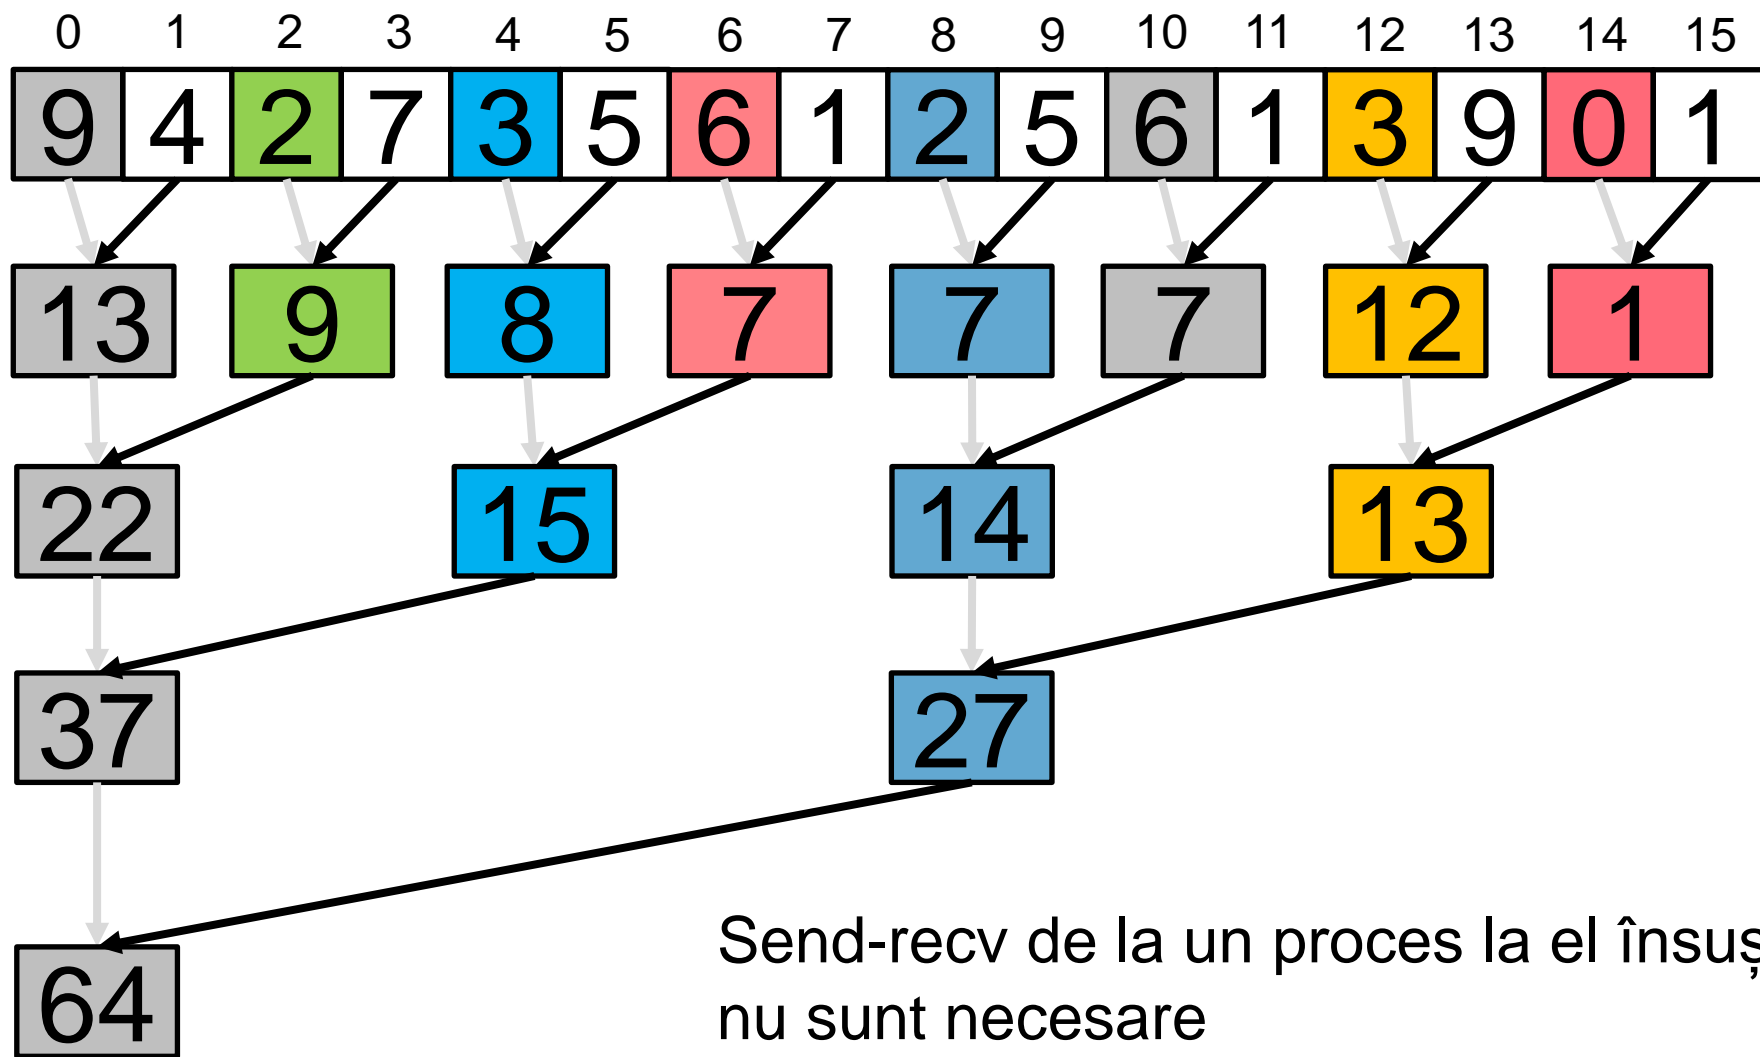 0 1 2 3 4 5 6 7 8 9 10 11 12 13 14 15
9 4 2 7 3 5 6 1 2 5 6 1 3 9 0 1
13 9 8 7 7 7 12 1
22 15 14 13
37 27
64
Send-recv de la un proces la el însuș
nu sunt necesare